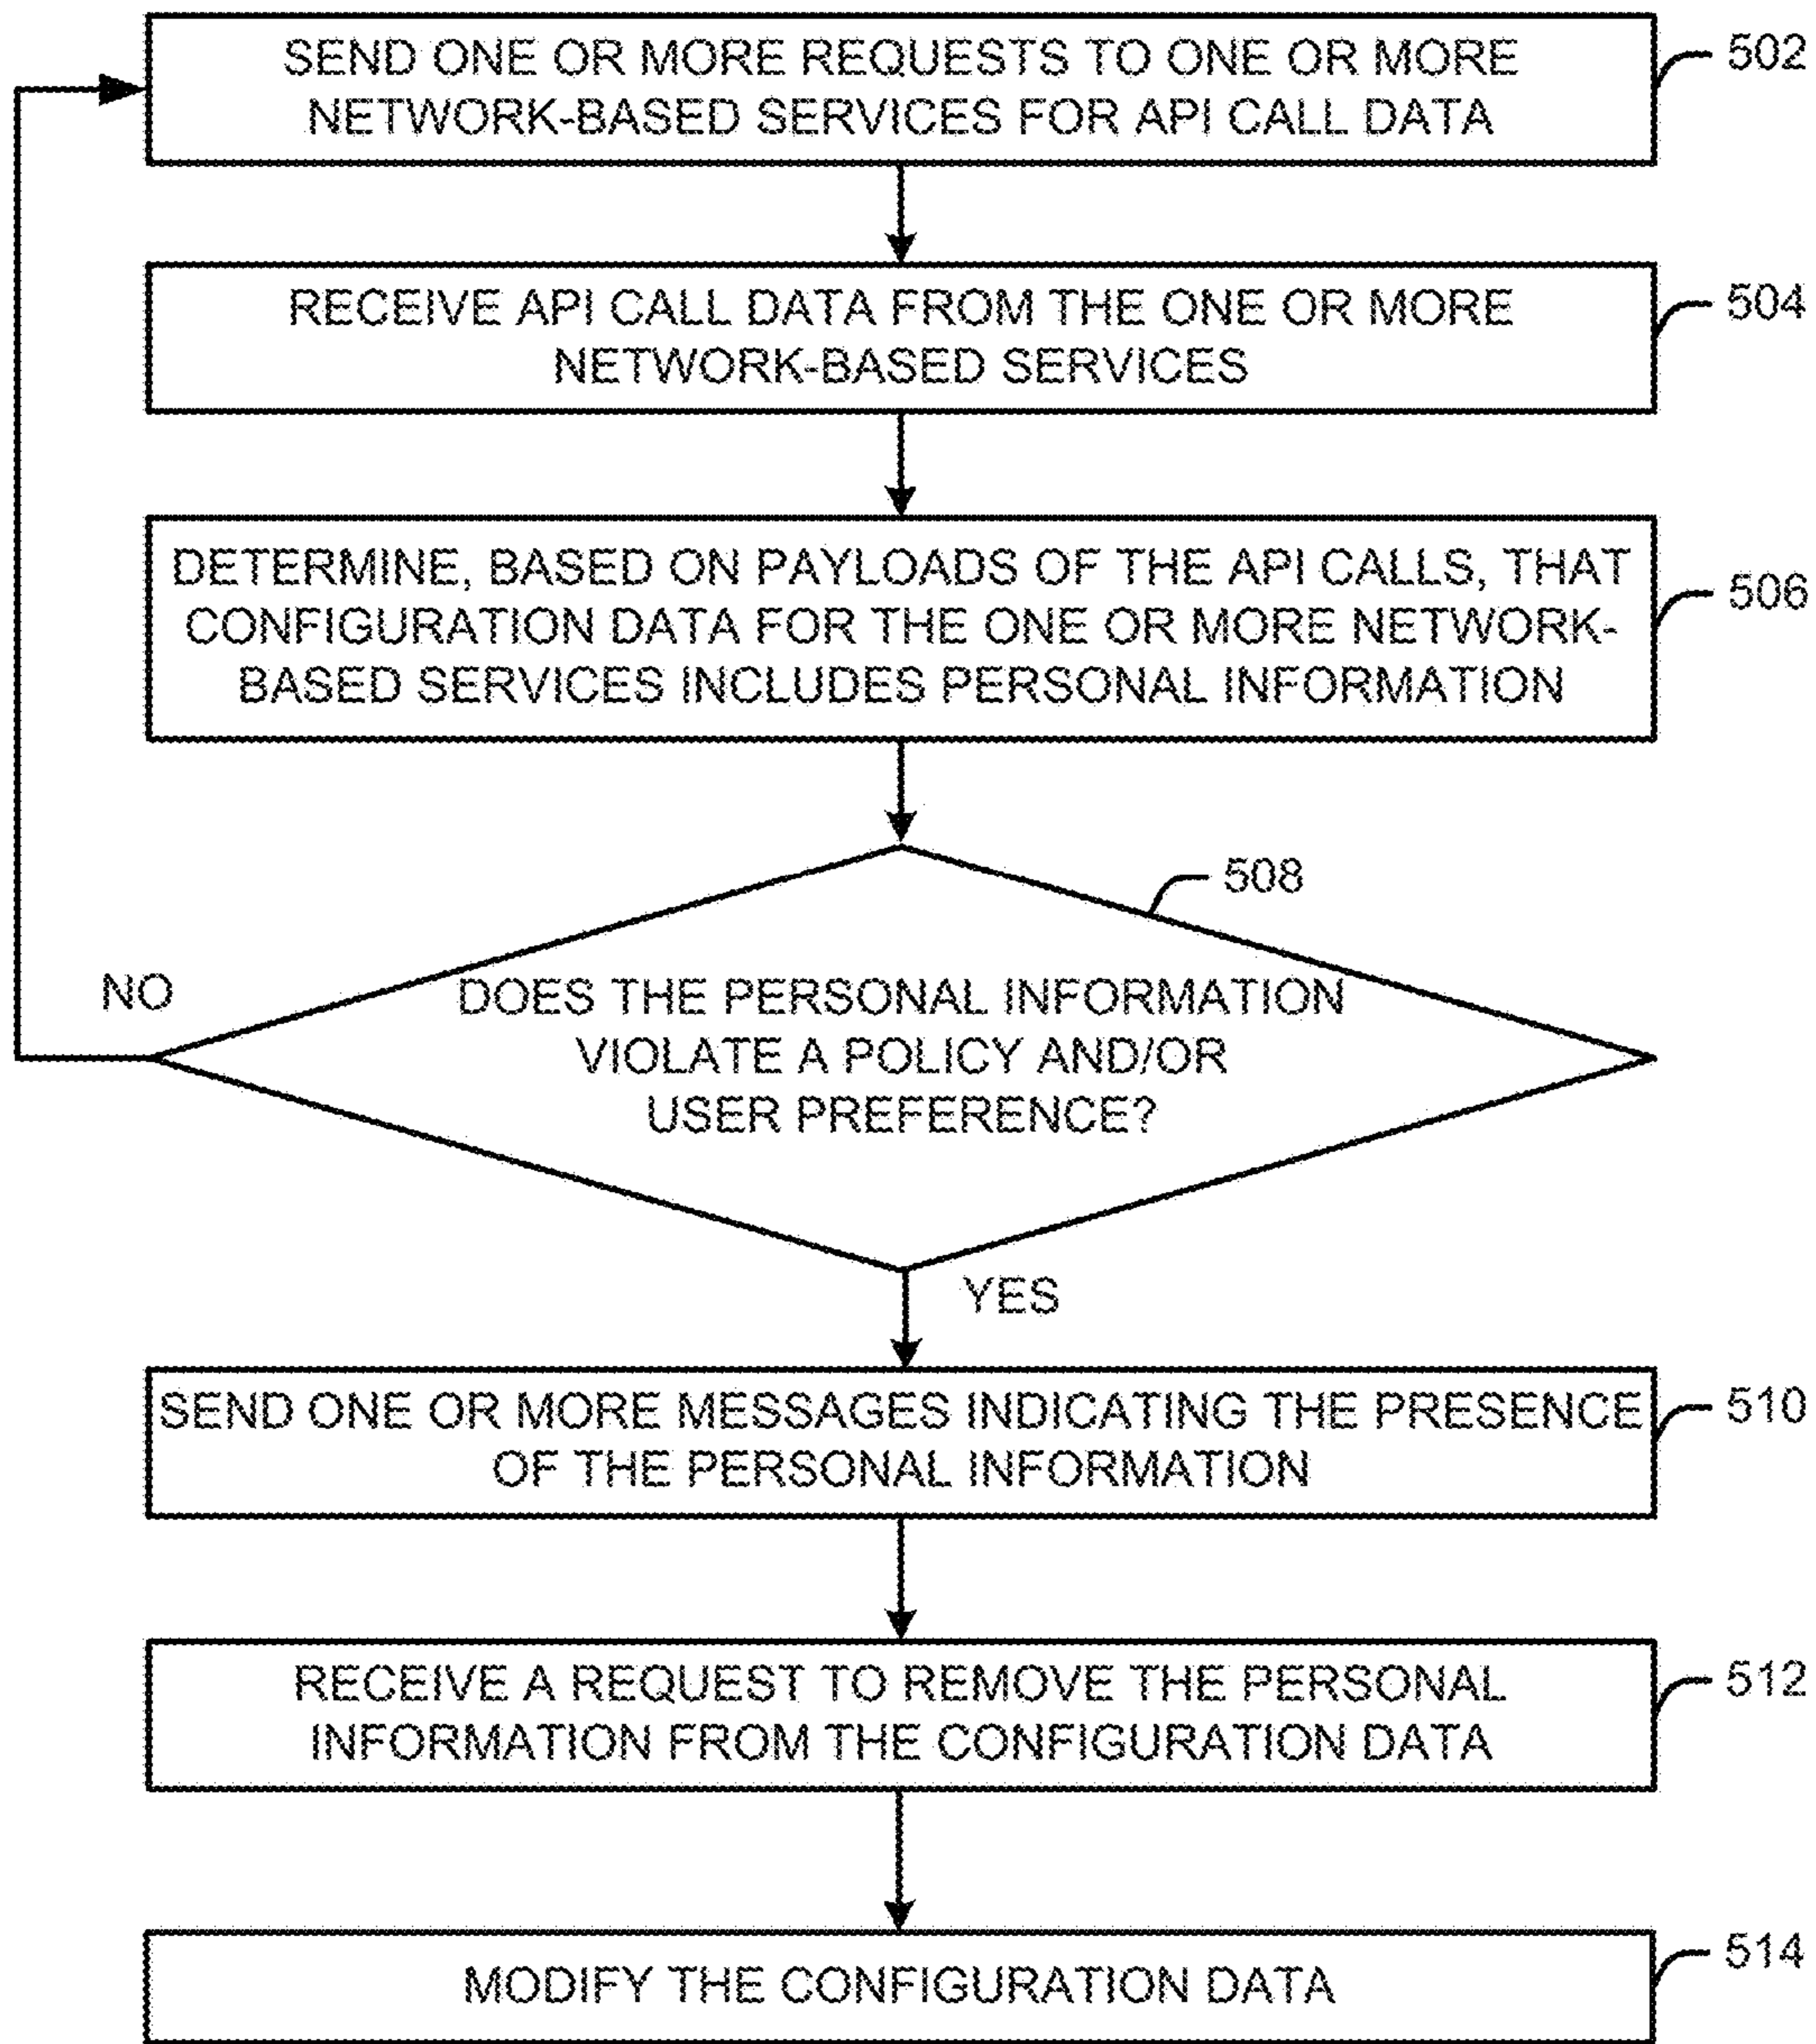 SEND ONE OR MORE REQUESTS TO ONE OR MORE
NETWORK-BASED SERVICES FOR API CALL DATA
502
RECEIVE API CALL DATA FROM THE ONE OR MORE
NETWORK-BASED SERVICES
504
DETERMINE, BASED ON PAYLOADS OF THE API CALLS, THAT
CONFIGURATION DATA FOR THE ONE OR MORE NETWORK-
BASED SERVICES INCLUDES PERSONAL INFORMATION
506
508
NO
DOES THE PERSONAL INFORMATION
VIOLATE A POLICY AND/OR
USER PREFERENCE?
YES
SEND ONE OR MORE MESSAGES INDICATING THE PRESENCE
OF THE PERSONAL INFORMATION
510
RECEIVE A REQUEST TO REMOVE THE PERSONAL
INFORMATION FROM THE CONFIGURATION DATA
512
MODIFY THE CONFIGURATION DATA
514